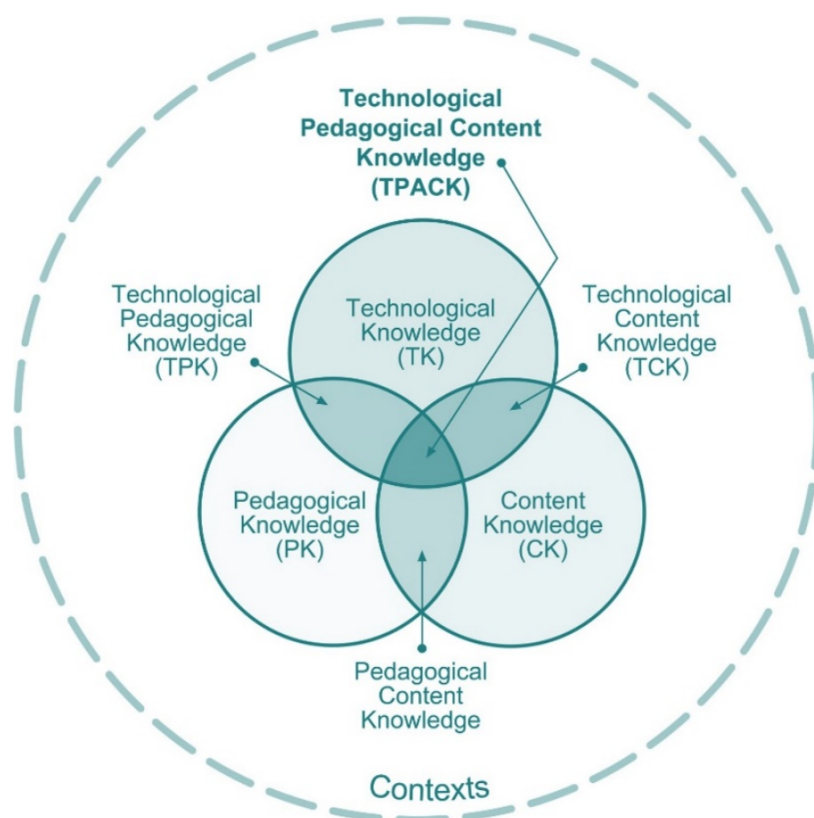 Technological
Pedagogical Content
Knowledge
(TPACK)
Technological
Pedagogical
Knowledge
(TPK)
Technological
Knowledge
(TK)
Technological
Content
Knowledge
(TCK)
Pedagogical
Knowledge
(PK)
Content
Knowledge
(CK)
Pedagogical
Content
Knowledge
Contexts